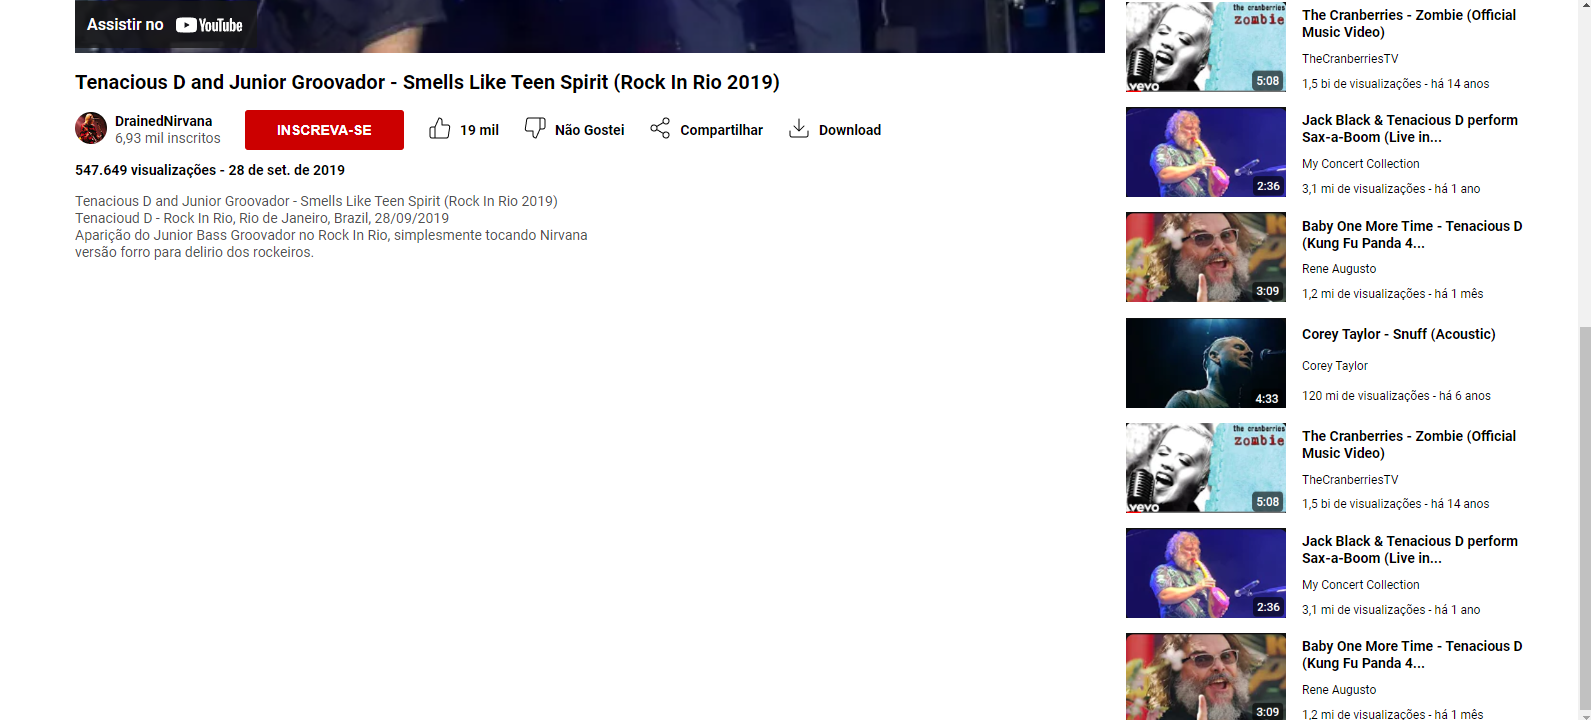 Assistir no YouTube
Tenacious D and Junior Groovador - Smells Like Teen Spirit (Rock In Rio 2019)
DrainedNirvana
6,93 mil inscritos
INSCREVA-SE
19 mil
Não Gostei
Compartilhar
Download
547.649 visualizações - 28 de set. de 2019
Tenacious D and Junior Groovador - Smells Like Teen Spirit (Rock In Rio 2019)
Tenacioud D - Rock In Rio, Rio de Janeiro, Brazil, 28/09/2019
Aparição do Junior Bass Groovador no Rock In Rio, simplesmente tocando Nirvana
versão forro para delirio dos rockeiros.
the cranberries
zombie
vevo
5:08
The Cranberries - Zombie (Official
Music Video)
TheCranberriesTV
1,5 bi de visualizações - há 14 anos
2:36
Jack Black & Tenacious D perform
Sax-a-Boom (Live in...
My Concert Collection
3,1 mi de visualizações - há 1 ano
3:09
Baby One More Time - Tenacious D
(Kung Fu Panda 4...
Rene Augusto
1,2 mi de visualizações - há 1 mês
4:33
Corey Taylor - Snuff (Acoustic)
Corey Taylor
120 mi de visualizações - há 6 anos
the cranberries
zombie
vevo
5:08
The Cranberries - Zombie (Official
Music Video)
TheCranberriesTV
1,5 bi de visualizações - há 14 anos
2:36
Jack Black & Tenacious D perform
Sax-a-Boom (Live in...
My Concert Collection
3,1 mi de visualizações - há 1 ano
3:09
Baby One More Time - Tenacious D
(Kung Fu Panda 4...
Rene Augusto
1,2 mi de visualizações - há 1 mês